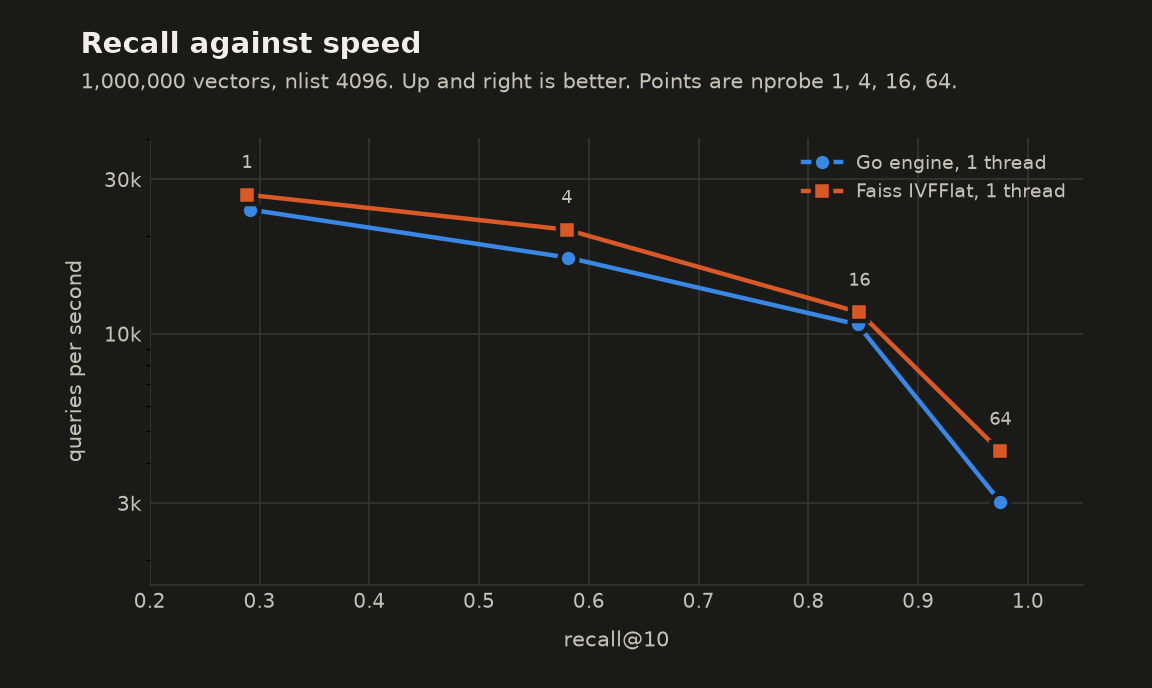 Recall against speed
1,000,000 vectors, nlist 4096. Up and right is better. Points are nprobe 1, 4, 16, 64.
Go engine, 1 thread
Faiss IVFFlat, 1 thread
1
4
16
64
queries per second
30k
10k
3k
0.2 0.3 0.4 0.5 0.6 0.7 0.8 0.9 1.0
recall@10